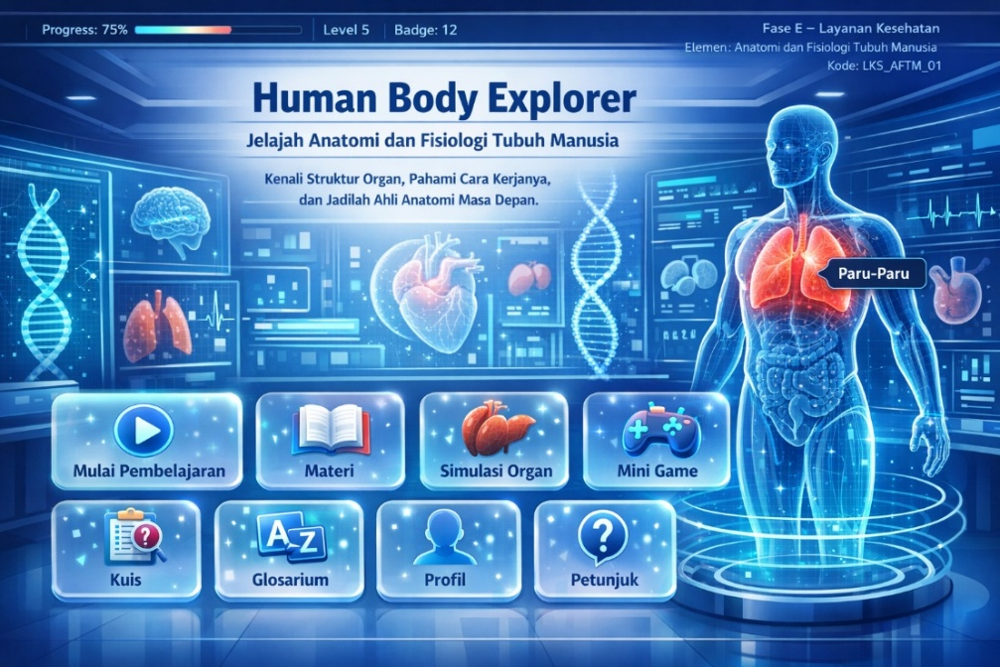 Progress: 75%
Level 5
Badge: 12
Fase E – Layanan Kesehatan
Elemen: Anatomi dan Fisiologi Tubuh Manusia
Kode: LKS_AFTM_01
Human Body Explorer
Jelajah Anatomi dan Fisiologi Tubuh Manusia
Kenali Struktur Organ, Pahami Cara Kerjanya,
dan Jadilah Ahli Anatomi Masa Depan.
Paru-Paru
Mulai Pembelajaran
Materi
Simulasi Organ
Mini Game
Kuis
A Z
Glosarium
Profil
Petunjuk